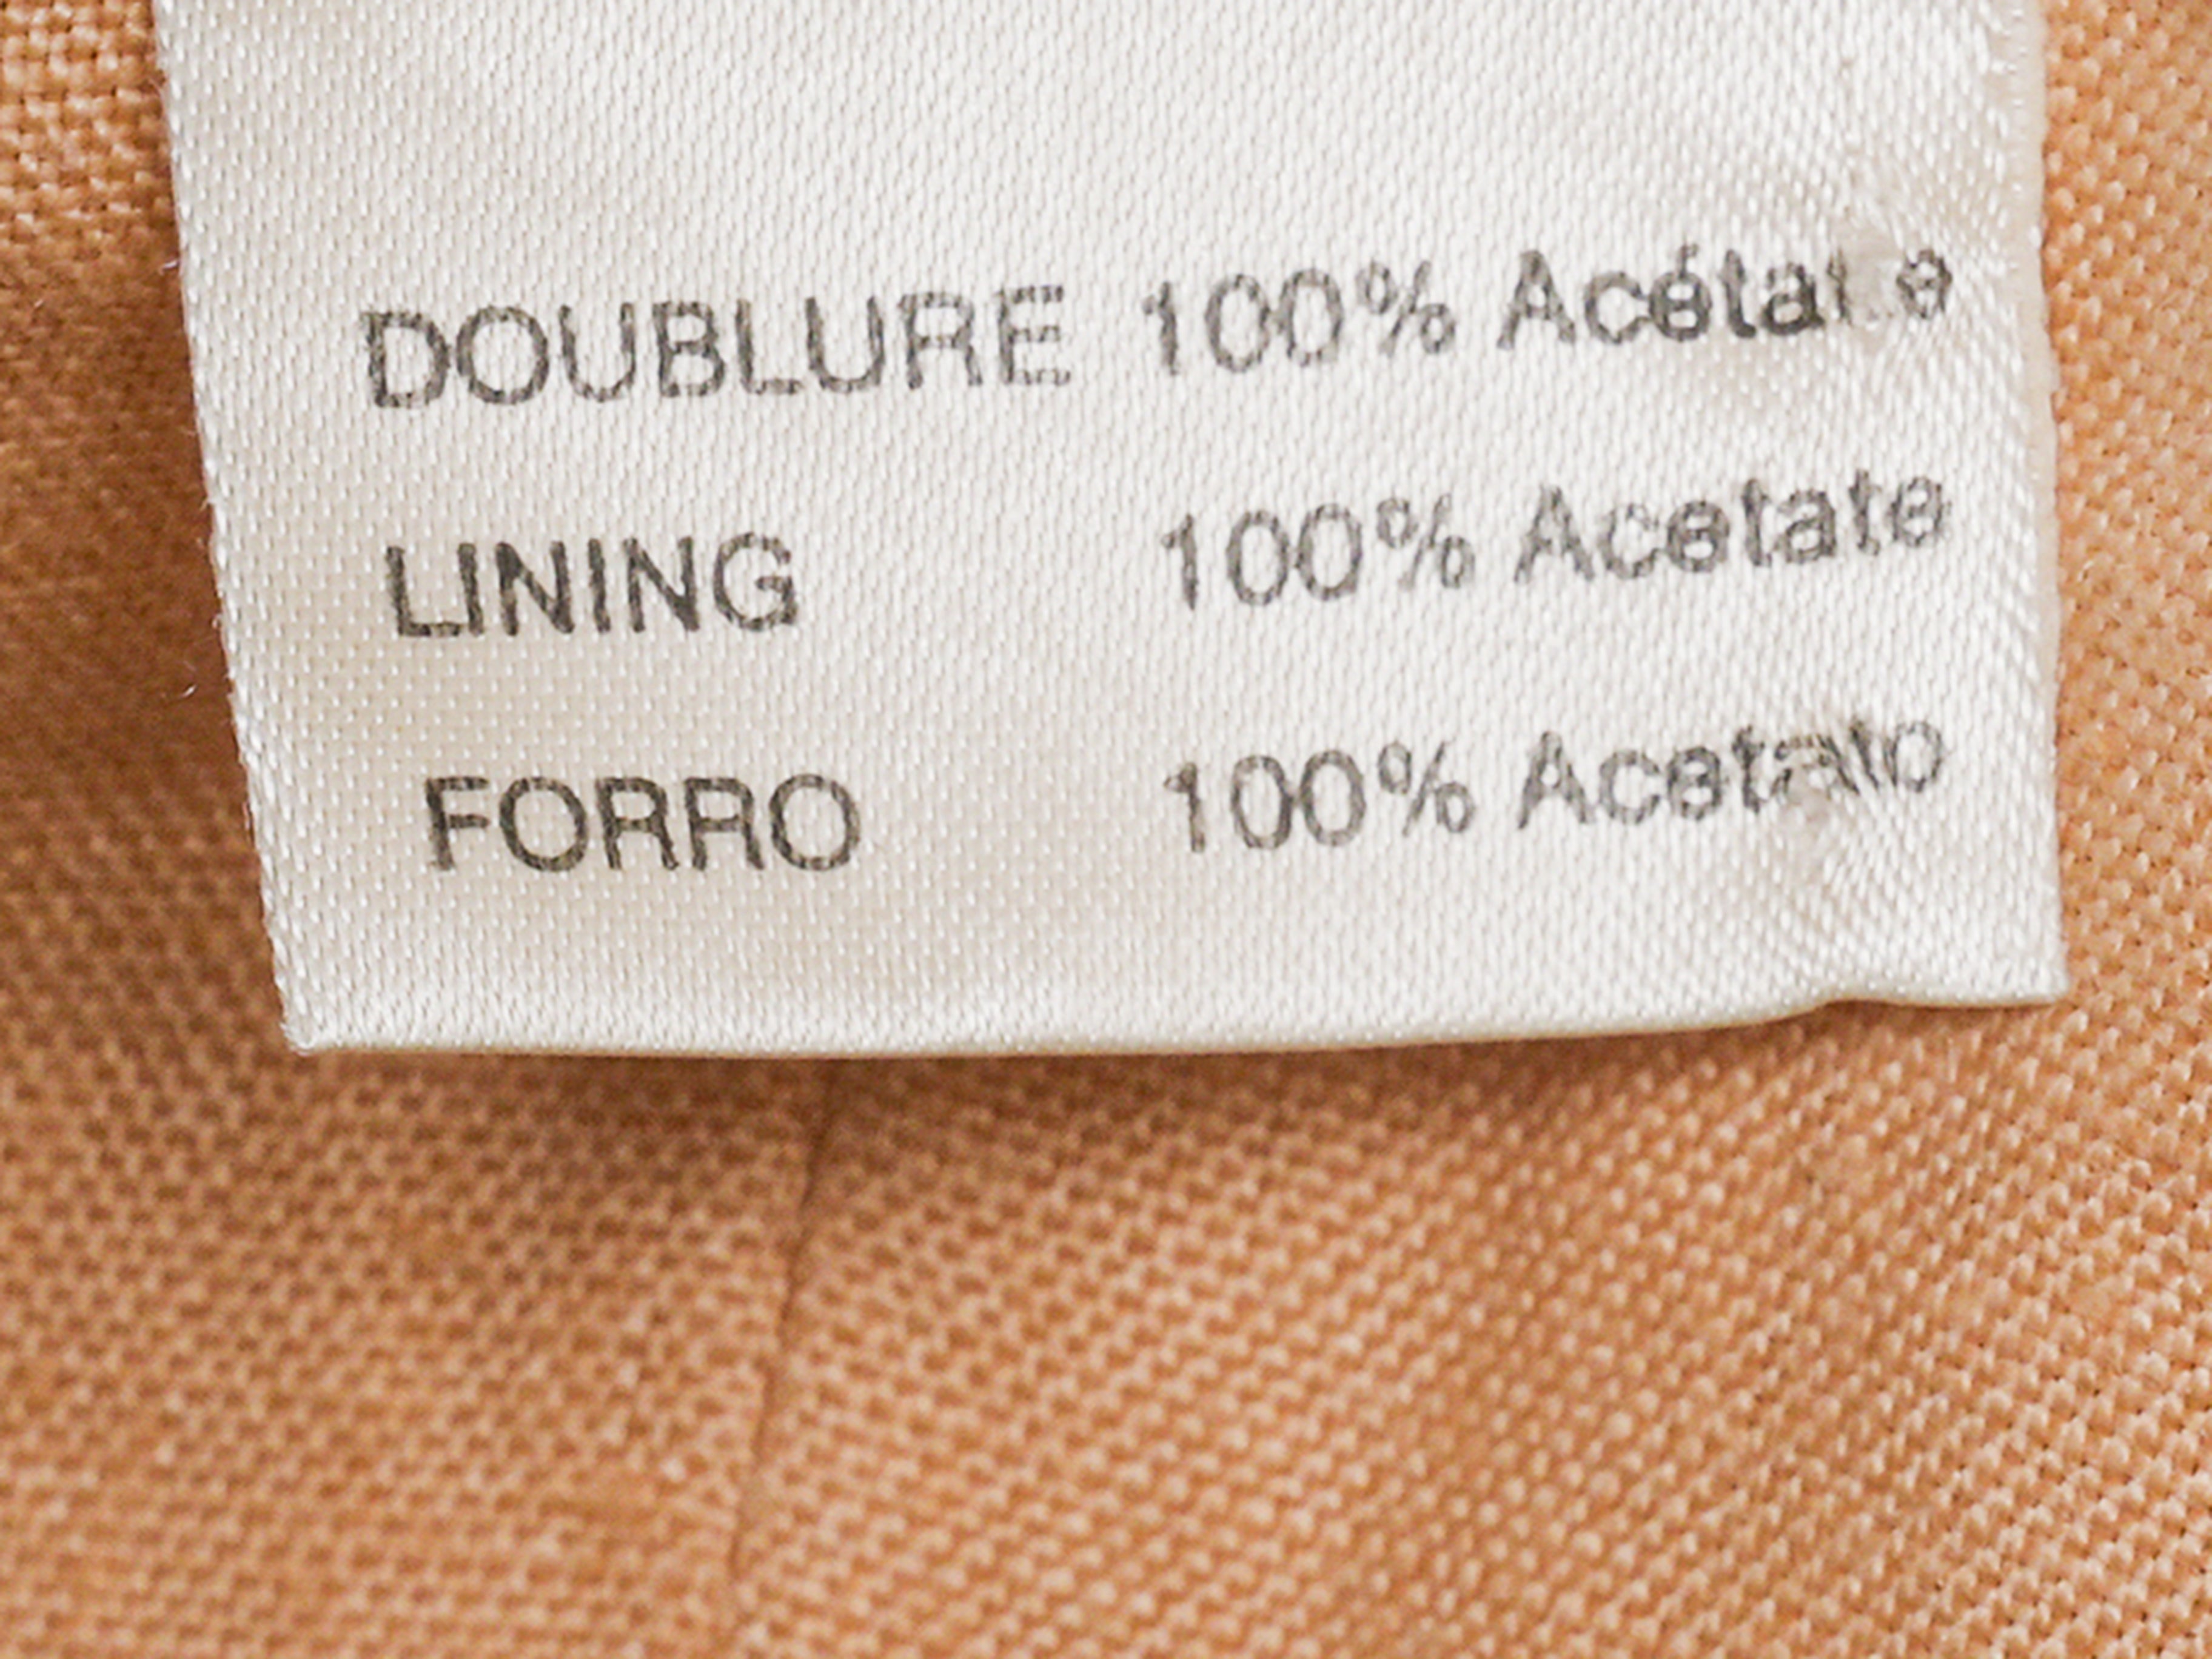 DOUBLURE 100% Acétate
LINING 100% Acetate
FORRO 100% Acetato